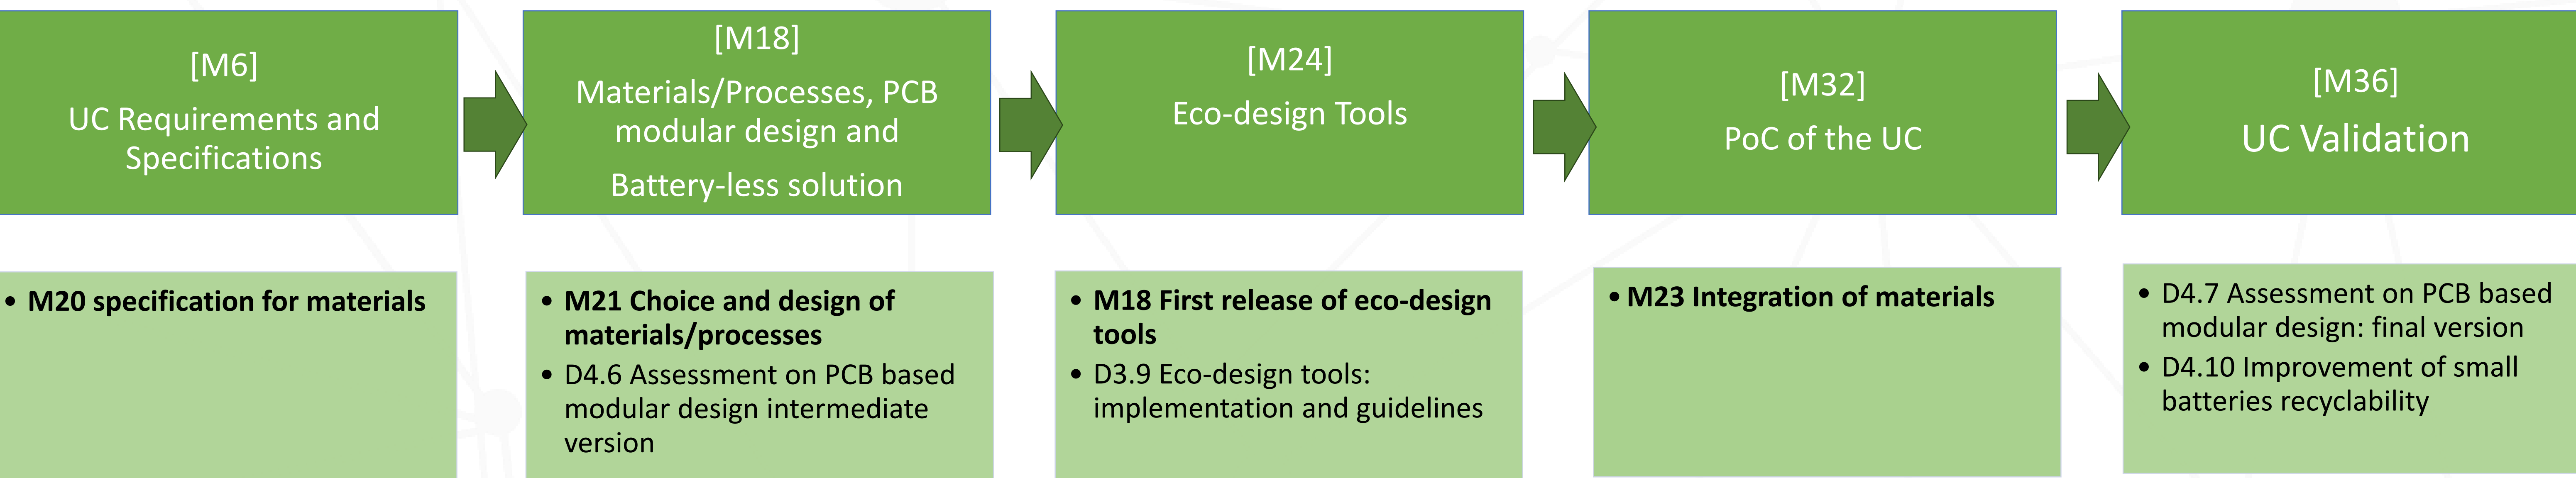 [M6]
UC Requirements and
Specifications
[M18]
Materials/Processes, PCB
modular design and
Battery-less solution
[M24]
Eco-design Tools
[M32]
PoC of the UC
[M36]
UC Validation
• M20 specification for materials
• M21 Choice and design of
materials/processes
• D4.6 Assessment on PCB based
modular design intermediate
version
• M18 First release of eco-design
tools
• D3.9 Eco-design tools:
implementation and guidelines
• M23 Integration of materials
• D4.7 Assessment on PCB based
modular design: final version
• D4.10 Improvement of small
batteries recyclability